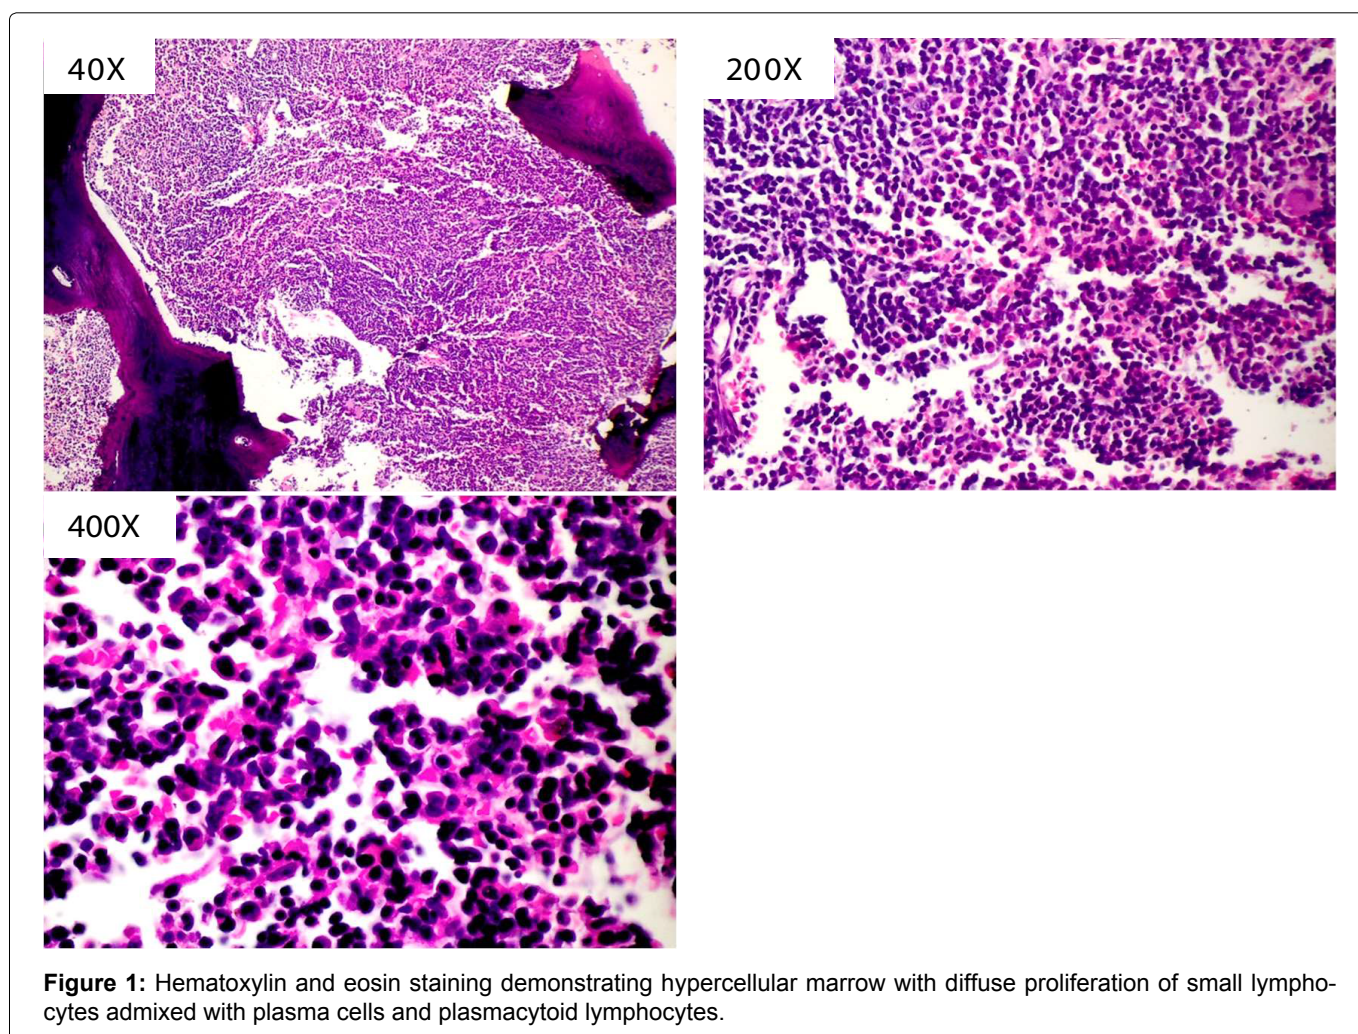 40X
200X
400X
Figure 1: Hematoxylin and eosin staining demonstrating hypercellular marrow with diffuse proliferation of small lympho-
cytes admixed with plasma cells and plasmacytoid lymphocytes.